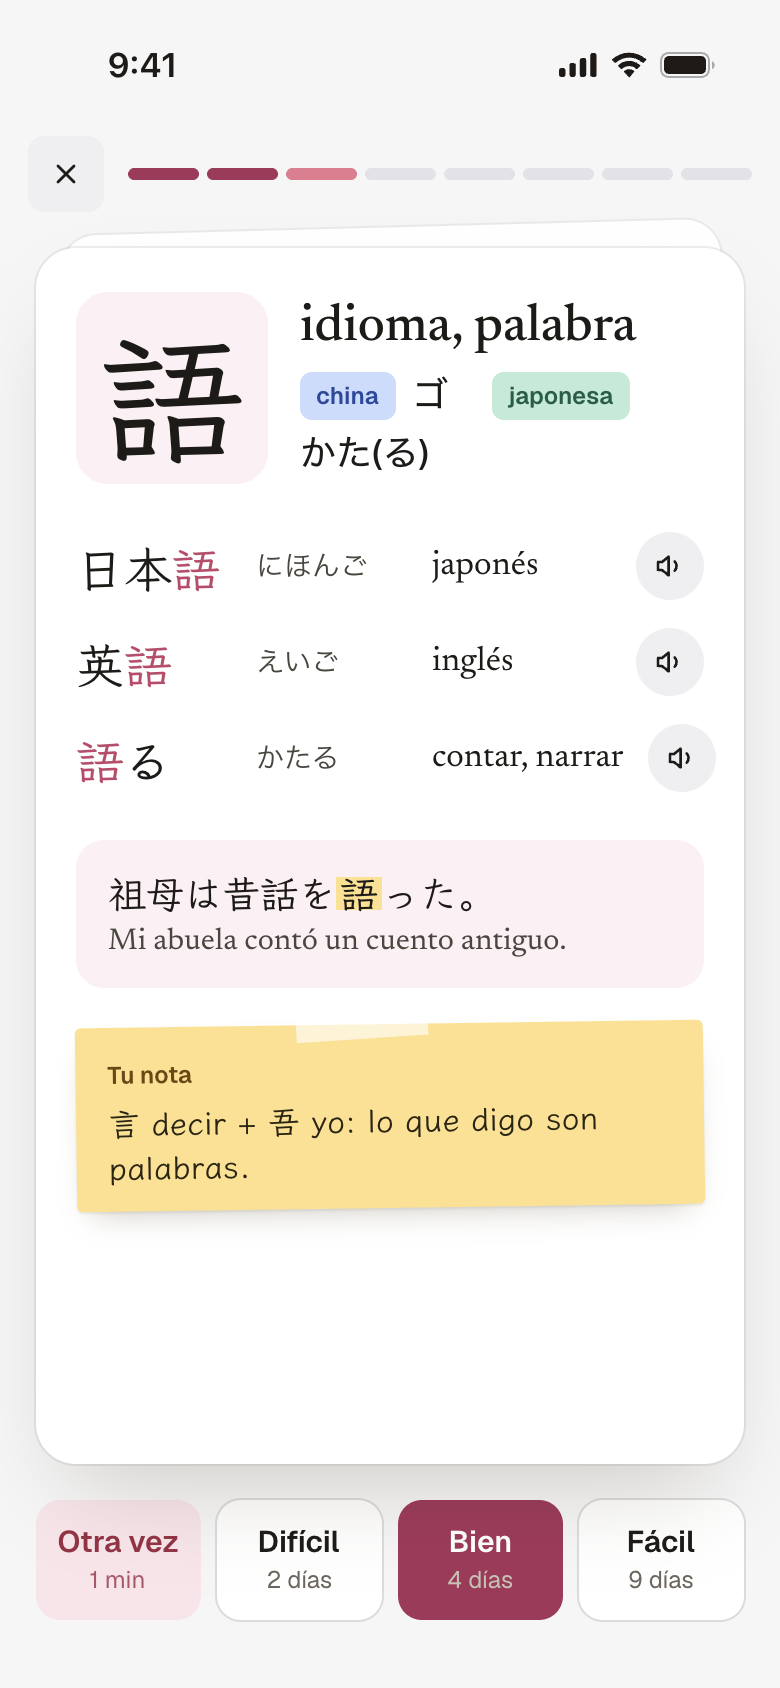 9:41
語
idioma, palabra
china ゴ japonesa
かた(る)
日本語 にほんご japonés
英語 えいご inglés
語る かたる contar, narrar
祖母は昔話を語った。
Mi abuela contó un cuento antiguo.
Tu nota
言 decir + 吾 yo: lo que digo son
palabras.
Otra vez Difícil Bien Fácil
1 min 2 días 4 días 9 días